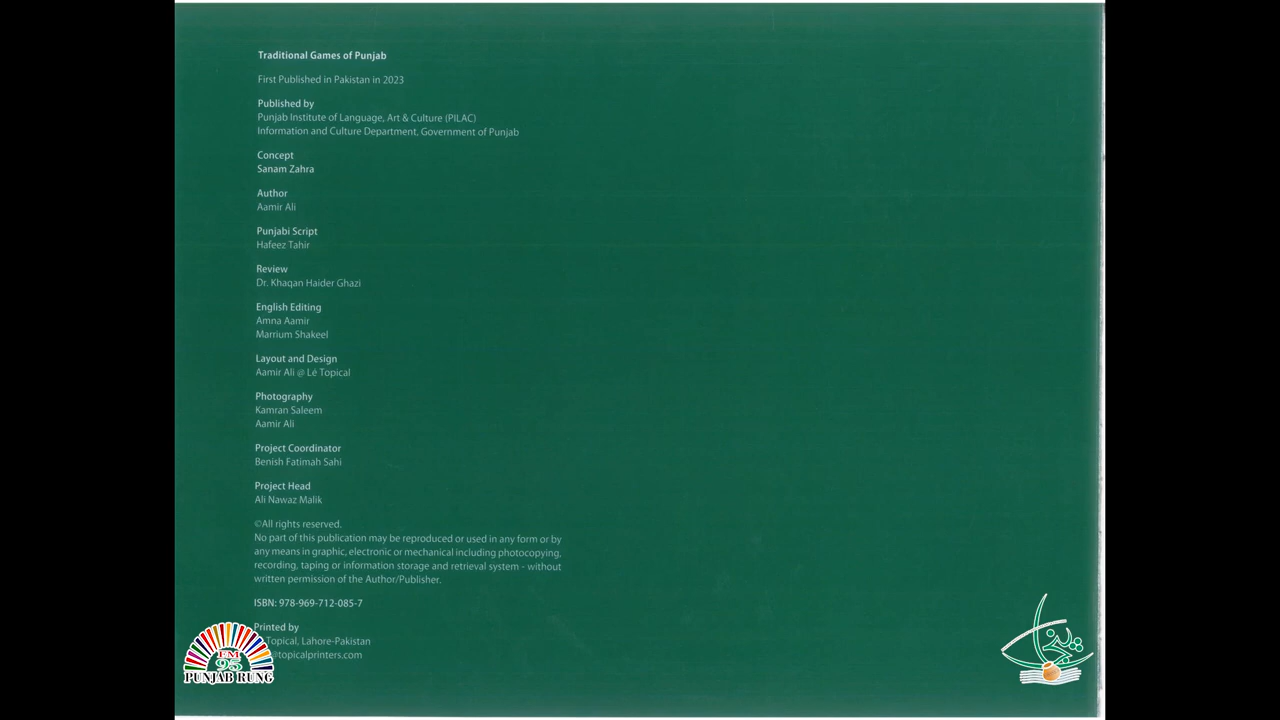 Traditional Games of Punjab
First Published in Pakistan in 2023
Published by
Punjab Institute of Language, Art & Culture (PILAC)
Information and Culture Department, Government of Punjab
Concept
Sanam Zahra
Author
Aamir Ali
Punjabi Script
Hafeez Tahir
Review
Dr. Khaqan Haider Ghazi
English Editing
Amna Aamir
Marrium Shakeel
Layout and Design
Aamir Ali @ Lé Topical
Photography
Kamran Saleem
Aamir Ali
Project Coordinator
Benish Fatimah Sahi
Project Head
Ali Nawaz Malik
©All rights reserved.
No part of this publication may be reproduced or used in any form or by
any means in graphic, electronic or mechanical including photocopying,
recording, taping or information storage and retrieval system - without
written permission of the Author/Publisher.
ISBN: 978-969-712-085-7
Printed by
Topical, Lahore-Pakistan
@topicalprinters.com
FM
95
PUNJAB RUNG